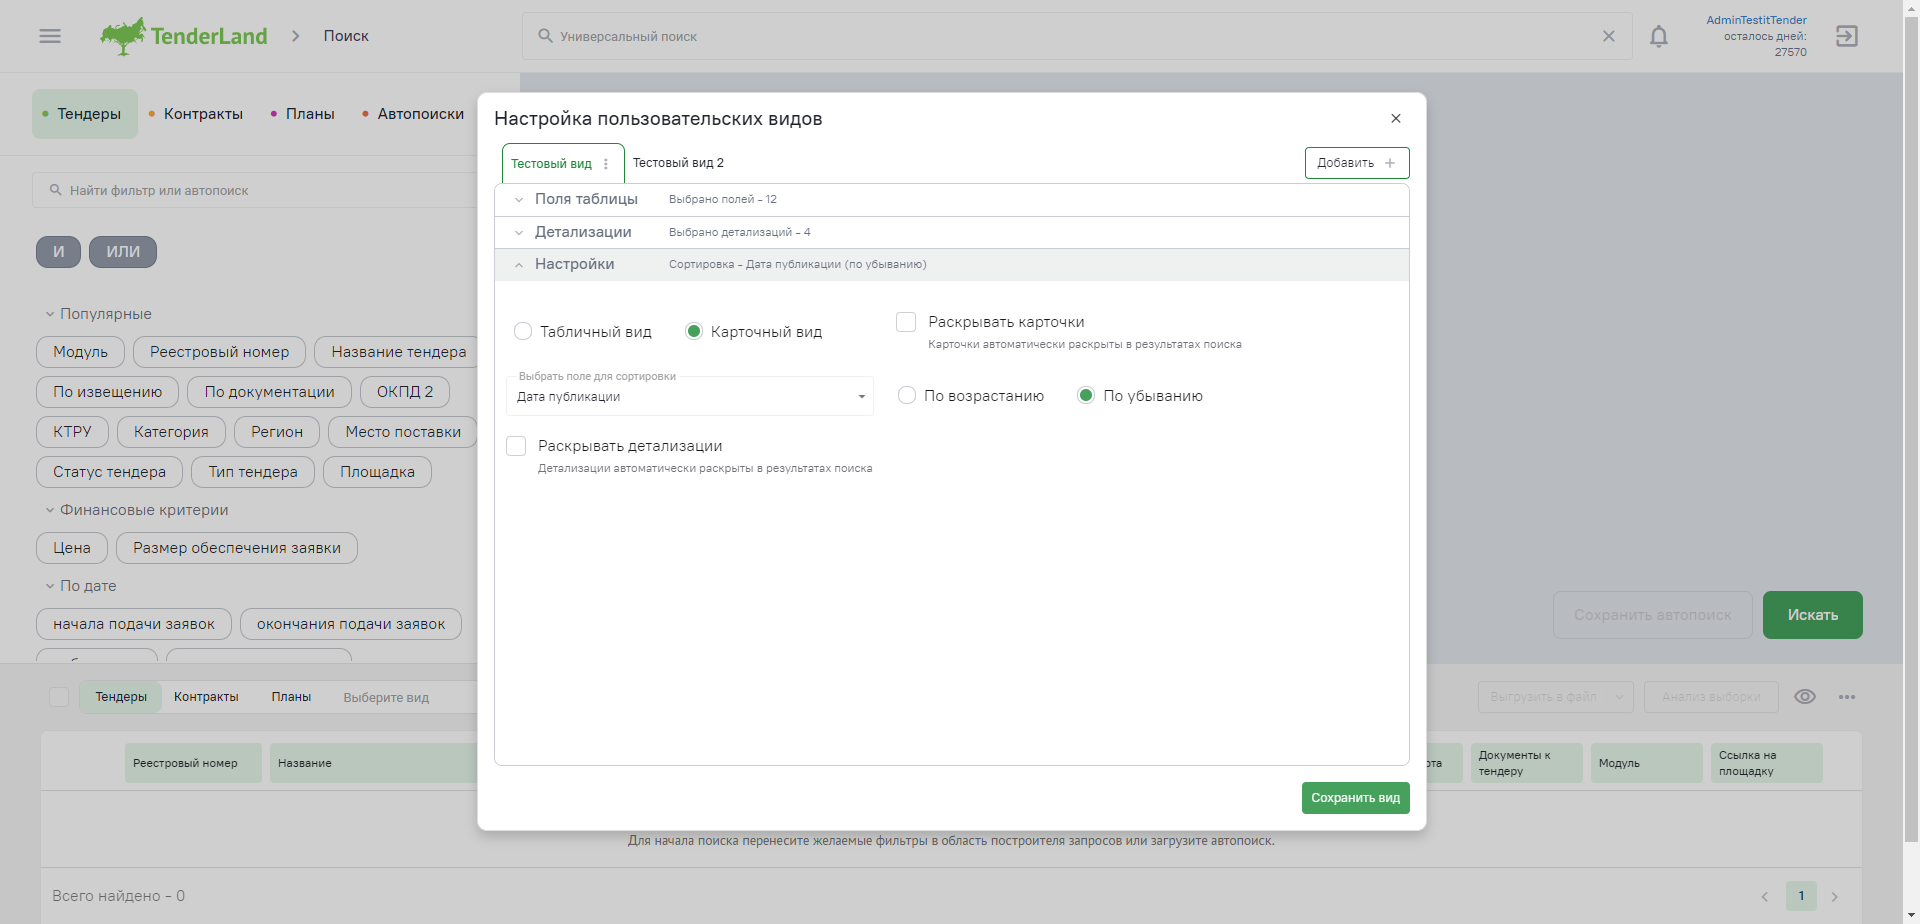 TenderLand
Поиск
Универсальный поиск
AdminTestitTender
осталось дней:
27570
Тендеры
Контракты
Планы
Автопоиски
Найти фильтр или автопоиск
И
ИЛИ
Популярные
Модуль
Реестровый номер
Название тендера
По извещению
По документации
ОКПД 2
КТРУ
Категория
Регион
Место поставки
Статус тендера
Тип тендера
Площадка
Финансовые критерии
Цена
Размер обеспечения заявки
По дате
начала подачи заявок
окончания подачи заявок
Настройка пользовательских видов
Тестовый вид
Тестовый вид 2
Добавить
Поля таблицы
Выбрано полей - 12
Детализации
Выбрано детализаций - 4
Настройки
Сортировка - Дата публикации (по убыванию)
Табличный вид
Карточный вид
Раскрывать карточки
Карточки автоматически раскрыты в результатах поиска
Выбрать поле для сортировки
Дата публикации
По возрастанию
По убыванию
Раскрывать детализации
Детализации автоматически раскрыты в результатах поиска
Сохранить вид
Сохранить автопоиск
Искать
Тендеры
Контракты
Планы
Выберите вид
Выгрузить в файл
Анализ выборки
Реестровый номер
Название
ота
Документы к
тендеру
Модуль
Ссылка на
площадку
Для начала поиска перенесите желаемые фильтры в область построителя запросов или загрузите автопоиск.
Всего найдено - 0
1